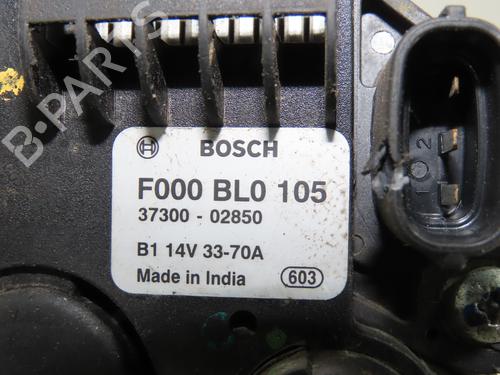 B-PARTS
BOSCH
F000 BL0 105
37300 - 02850
B1 14V 33-70A
Made in India 603
1 2